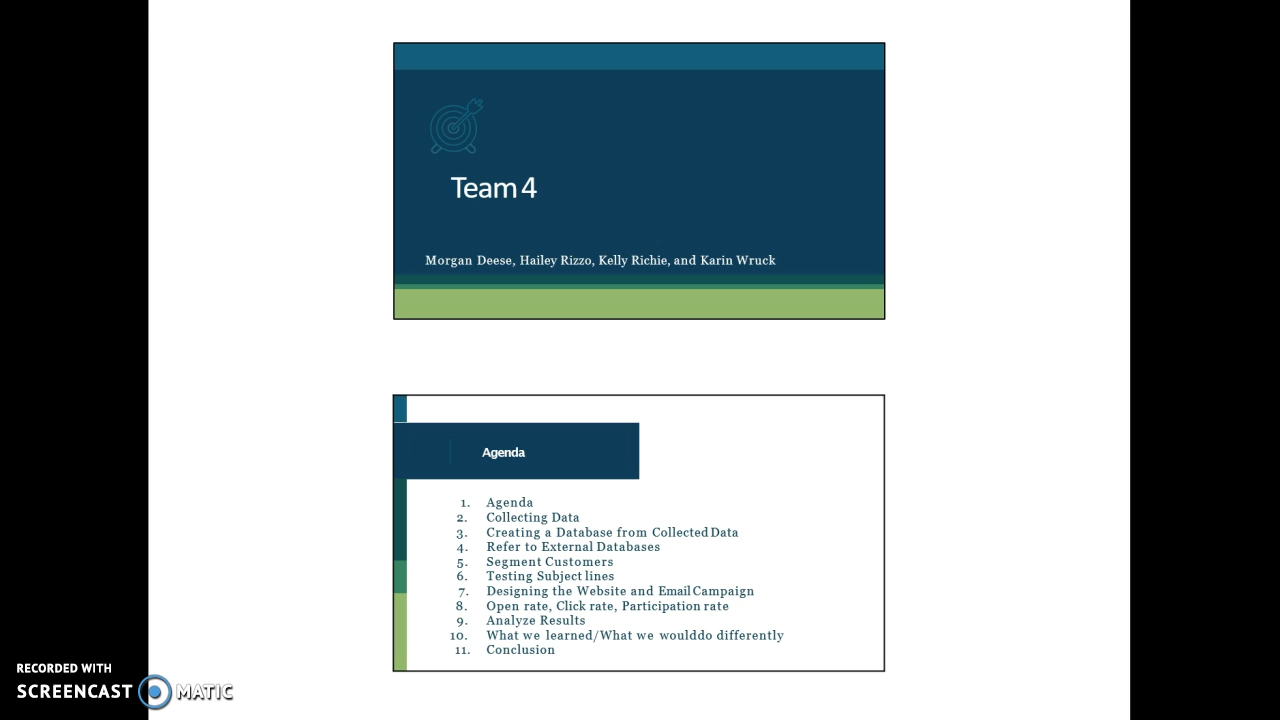 Team 4
Morgan Deese, Hailey Rizzo, Kelly Richie, and Karin Wruck
Agenda
1. Agenda
2. Collecting Data
3. Creating a Database from Collected Data
4. Refer to External Databases
5. Segment Customers
6. Testing Subject lines
7. Designing the Website and Email Campaign
8. Open rate, Click rate, Participation rate
9. Analyze Results
10. What we learned/What we woulddo differently
11. Conclusion
RECORDED WITH
SCREENCAST MATIC